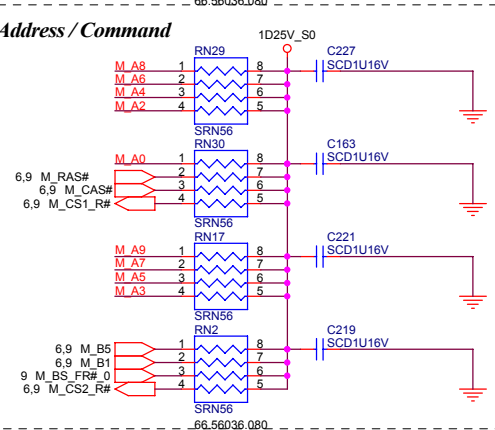 66.56036.080
Address / Command
1D25V_S0
RN29
C227
SCD1U16V
M_A8 1 8
M_A6 2 7
M_A4 3 6
M_A2 4 5
SRN56
RN30
C163
SCD1U16V
M_A0 1 8
6,9 M_RAS# 2 7
6,9 M_CAS# 3 6
6,9 M_CS1_R# 4 5
SRN56
RN17
C221
SCD1U16V
M_A9 1 8
M_A7 2 7
M_A5 3 6
M_A3 4 5
SRN56
RN2
C219
SCD1U16V
6,9 M_B5 1 8
6,9 M_B1 2 7
9 M_BS_FR#_0 3 6
6,9 M_CS2_R# 4 5
SRN56
66.56036.080